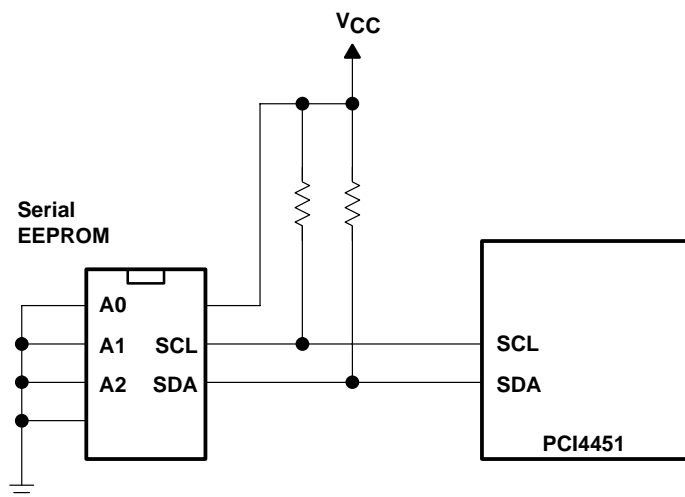 VCC
Serial
EEPROM
A0
A1 SCL
A2 SDA
SCL
SDA
PCI4451